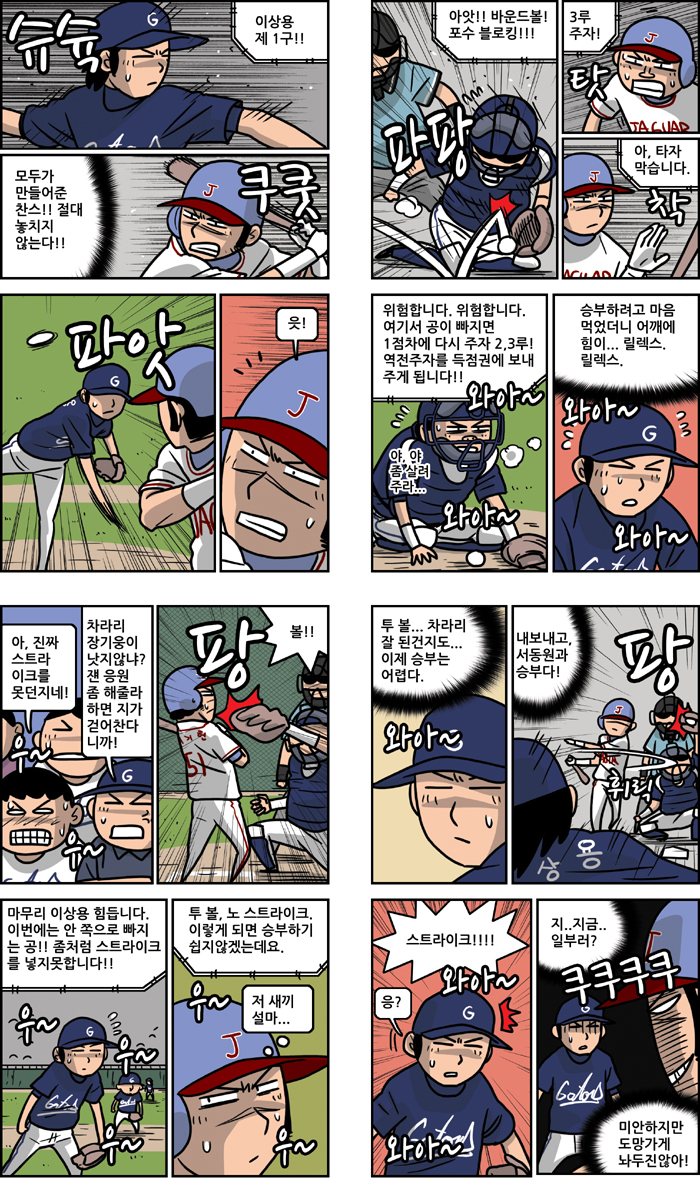 슈슉
G
이상용
제 1구!!
모두가
만들어준
찬스!! 절대
놓치지
않는다!!
J
쿠쿳
파앗
G
읏!
J
아앗!! 바운드볼!
포수 블로킹!!!
파팡
3루
주자!
J
탓
JAGUAR
아, 타자
막습니다.
J
착
위험합니다. 위험합니다.
여기서 공이 빠지면
1점차에 다시 주자 2,3루!
역전주자를 득점권에 보내
주게 됩니다!!
와아~
야, 야
좀 살려
주라...
와아~
승부하려고 마음
먹었더니 어깨에
힘이... 릴렉스.
릴렉스.
와아~
G
와아~
아, 진짜
스트라
이크를
못던지네!
우~
차라리
장기웅이
낫지않냐?
쟨 응원
좀 해줄라
하면 지가
걷어찬다
니까!
G
우~
팡
볼!!
51
마무리 이상용 힘듭니다.
이번에는 안 쪽으로 빠지
는 공!! 좀처럼 스트라이크
를 넣지못합니다!!
우~
G
우~
우~
투 볼, 노 스트라이크.
이렇게 되면 승부하기
쉽지않겠는데요.
우~
저 새끼
설마...
J
우~
투 볼... 차라리
잘 된건지도...
이제 승부는
어렵다.
와아~
내보내고,
서동원과
승부다!
팡
J
휘릭
상용
스트라이크!!!!
와아~
응?
G
Gators
와아~
지..지금..
일부러?
J
쿠쿠쿠쿠
G
Gators
미안하지만
도망가게
놔두진않아!